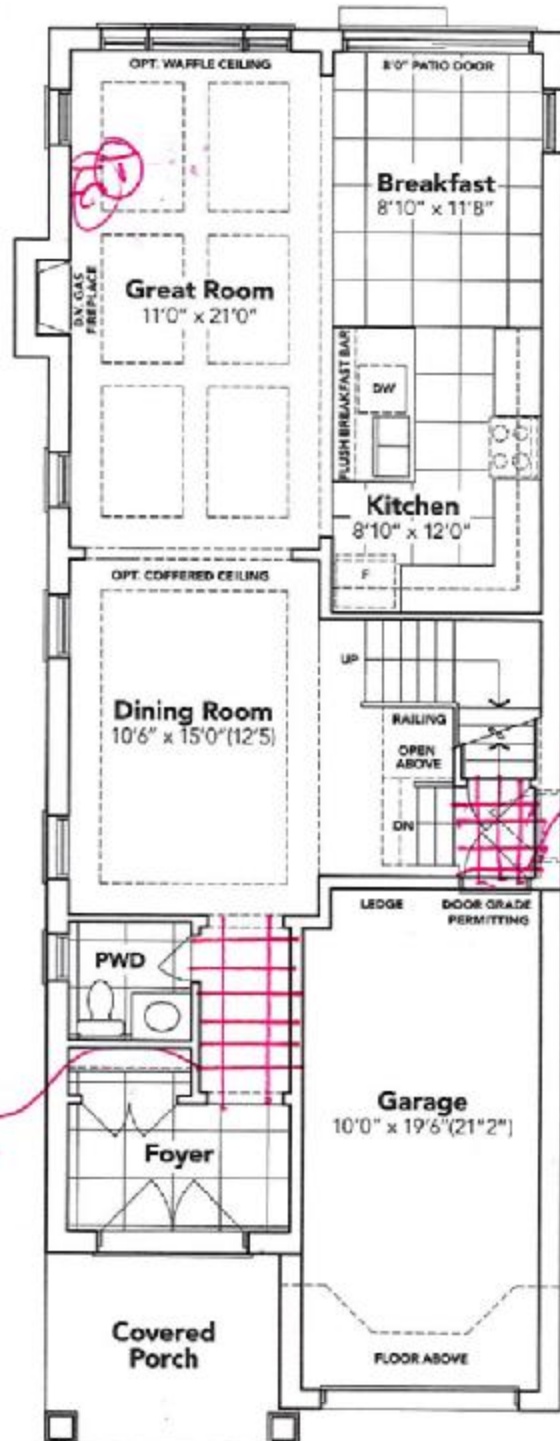 OPT. WAFFLE CEILING
8'0" PATIO DOOR
Breakfast
8'10" x 11'8"
Great Room
11'0" x 21'0"
D.V. GAS
FIREPLACE
FLUSH BREAKFAST BAR
DW
Kitchen
8'10" x 12'0"
F
OPT. COFFERED CEILING
UP
Dining Room
10'6" x 15'0"(12'5)
RAILING
OPEN
ABOVE
DN
LEDGE
DOOR GRADE
PERMITTING
PWD
Garage
10'0" x 19'6"(21'2")
Foyer
Covered
Porch
FLOOR ABOVE